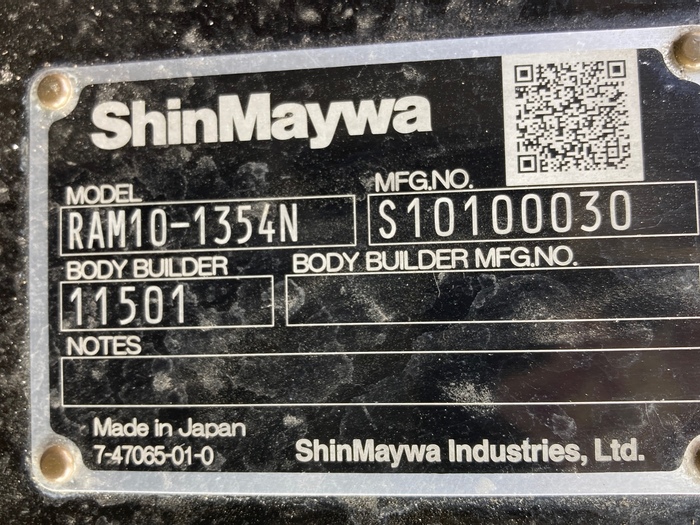 ShinMaywa
MODEL
RAM10-1354N
MFG.NO.
S10100030
BODY BUILDER
11501
BODY BUILDER MFG.NO.
NOTES
Made in Japan
7-47065-01-0
ShinMaywa Industries, Ltd.